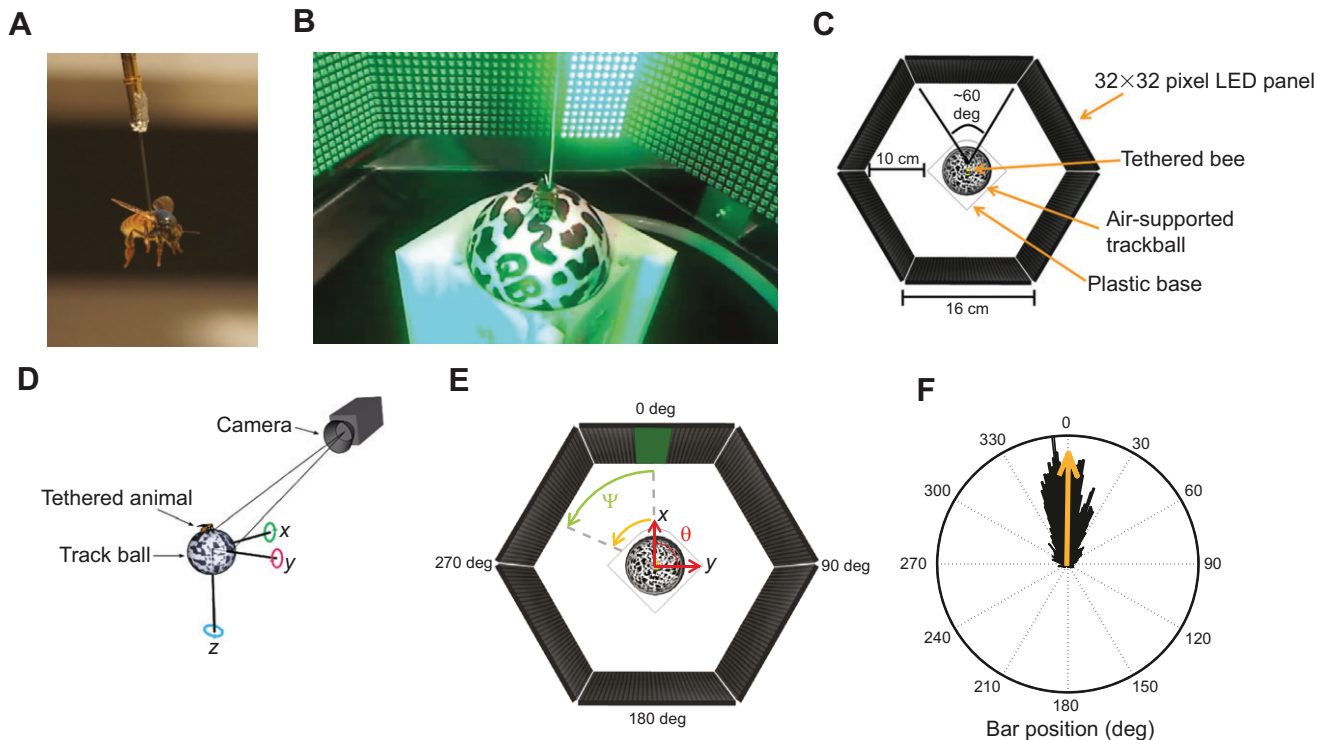 A
B
C
32×32 pixel LED panel
~60
deg
10 cm
Tethered bee
Air-supported
trackball
Plastic base
16 cm
D
Camera
Tethered animal
Track ball
x
y
z
E
0 deg
Ψ
x
θ
y
270 deg
90 deg
180 deg
F
0
330
30
300
60
270
90
240
120
210
150
180
Bar position (deg)